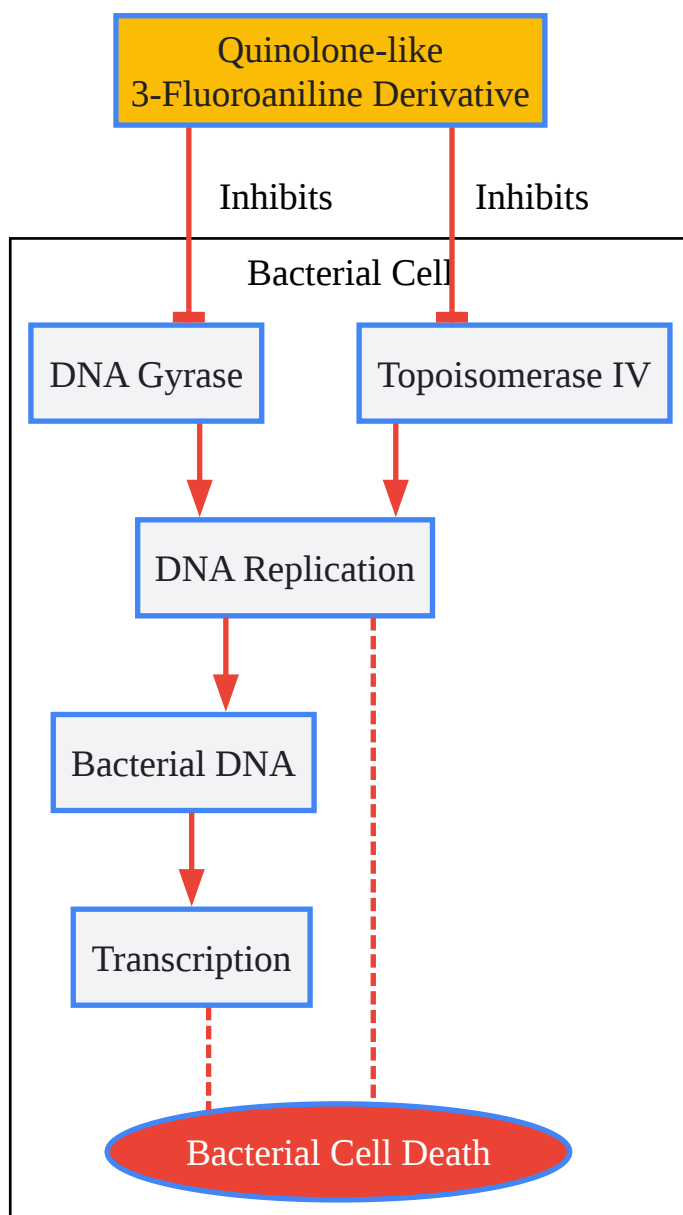 Quinolone-like
3-Fluoroaniline Derivative
Inhibits
Inhibits
Bacterial Cell
DNA Gyrase
Topoisomerase IV
DNA Replication
Bacterial DNA
Transcription
Bacterial Cell Death